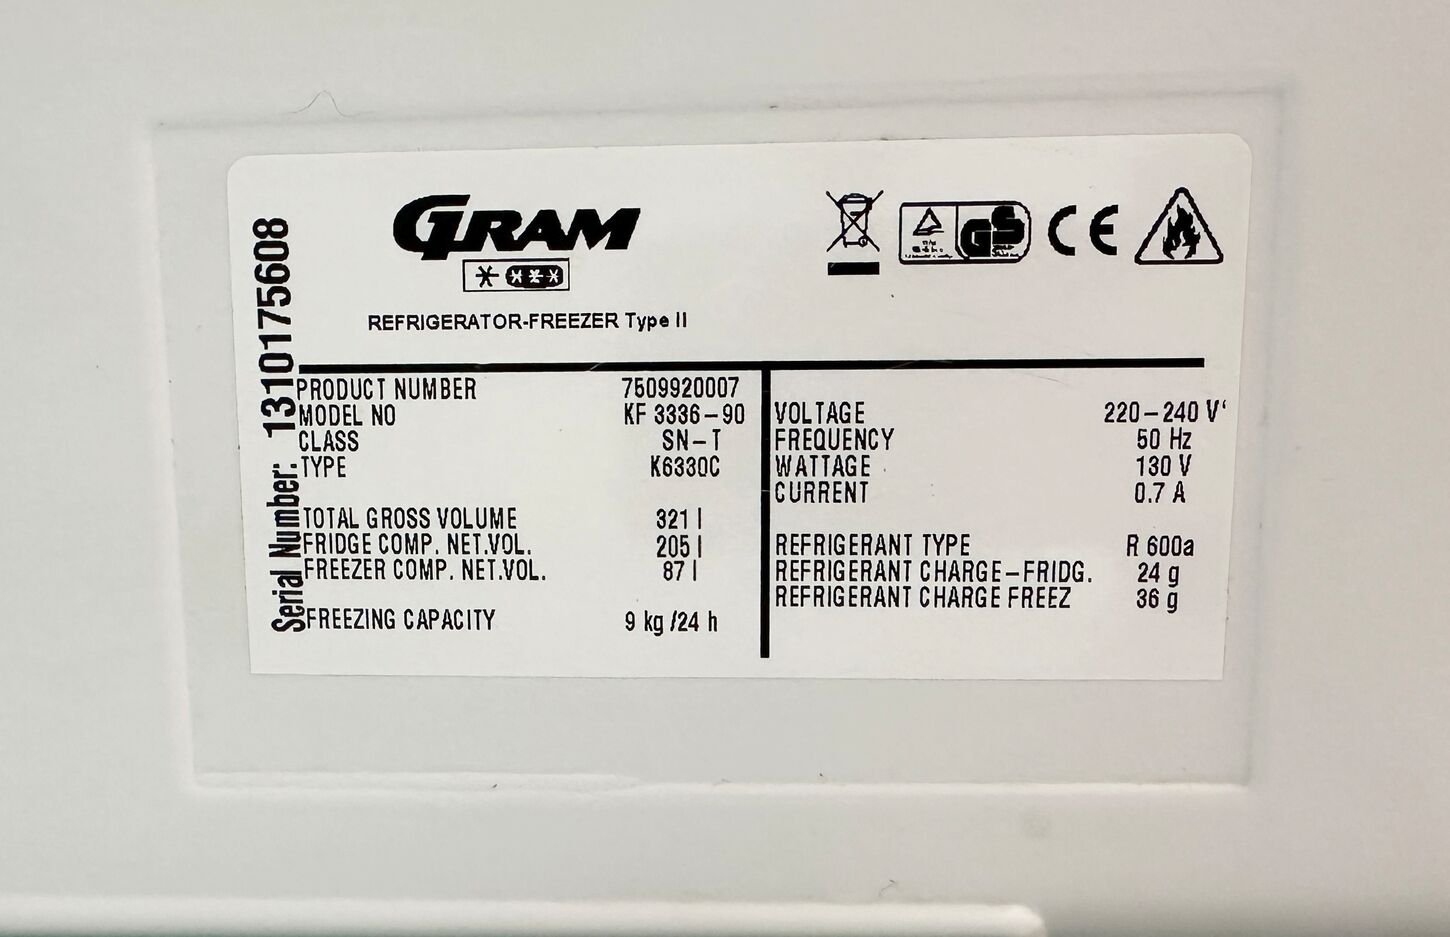 GRAM
REFRIGERATOR-FREEZER Type II
GS
CE
Serial Number: 1310175608
PRODUCT NUMBER 7509920007
MODEL NO KF 3336-90
CLASS SN-T
TYPE K6330C
TOTAL GROSS VOLUME 321 l
FRIDGE COMP. NET.VOL. 205 l
FREEZER COMP. NET.VOL. 87 l
FREEZING CAPACITY 9 kg /24 h
VOLTAGE 220-240 V
FREQUENCY 50 Hz
WATTAGE 130 V
CURRENT 0.7 A
REFRIGERANT TYPE R 600a
REFRIGERANT CHARGE-FRIDG. 24 g
REFRIGERANT CHARGE FREEZ 36 g